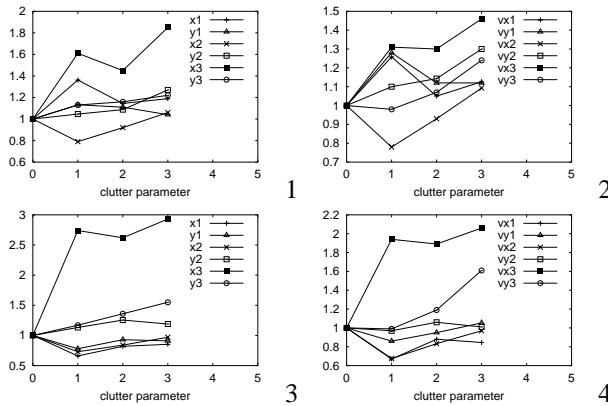 2
1.8
1.6
1.4
1.2
1
0.8
0.6
0 1 2 3 4 5
clutter parameter
x1
y1
x2
y2
x3
y3
1
1.5
1.4
1.3
1.2
1.1
1
0.9
0.8
0.7
0 1 2 3 4 5
clutter parameter
vx1
vy1
vx2
vy2
vx3
vy3
2
3
2.5
2
1.5
1
0.5
0 1 2 3 4 5
clutter parameter
x1
y1
x2
y2
x3
y3
3
2.2
2
1.8
1.6
1.4
1.2
1
0.8
0.6
0 1 2 3 4 5
clutter parameter
vx1
vy1
vx2
vy2
vx3
vy3
4